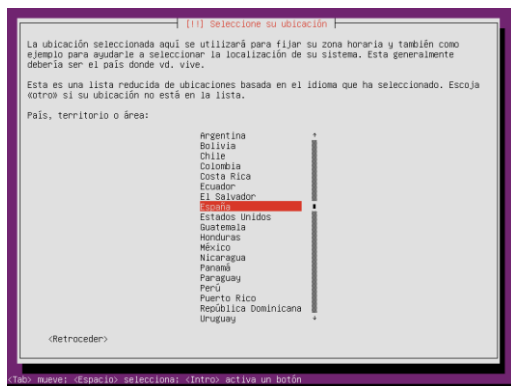 [!!] Seleccione su ubicación
La ubicación seleccionada aquí se utilizará para fijar su zona horaria y también como
ejemplo para ayudarle a seleccionar la localización de su sistema. Esta generalmente
debería ser el país donde vd. vive.
Esta es una lista reducida de ubicaciones basada en el idioma que ha seleccionado. Escoja
«otro» si su ubicación no está en la lista.
País, territorio o área:
Argentina
Bolivia
Chile
Colombia
Costa Rica
Ecuador
El Salvador
España
Estados Unidos
Guatemala
Honduras
México
Nicaragua
Panamá
Paraguay
Perú
Puerto Rico
República Dominicana
Uruguay
<Retroceder>
<Tab> mueve; <Espacio> selecciona; <Intro> activa un botón